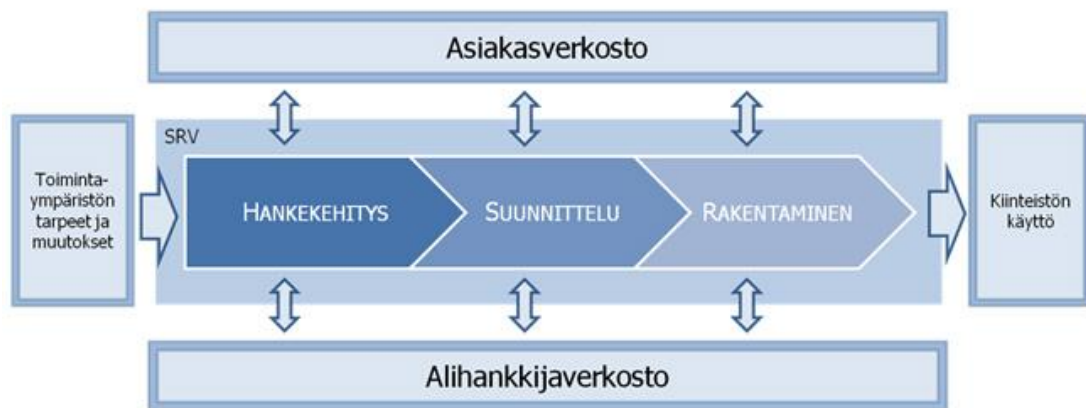 Asiakasverkosto
SRV
Toiminta-
ympäristön
tarpeet ja
muutokset
HANKEKEHITYS
SUUNNITTELU
RAKENTAMINEN
Kiinteistön
käyttö
Alihankkijaverkosto